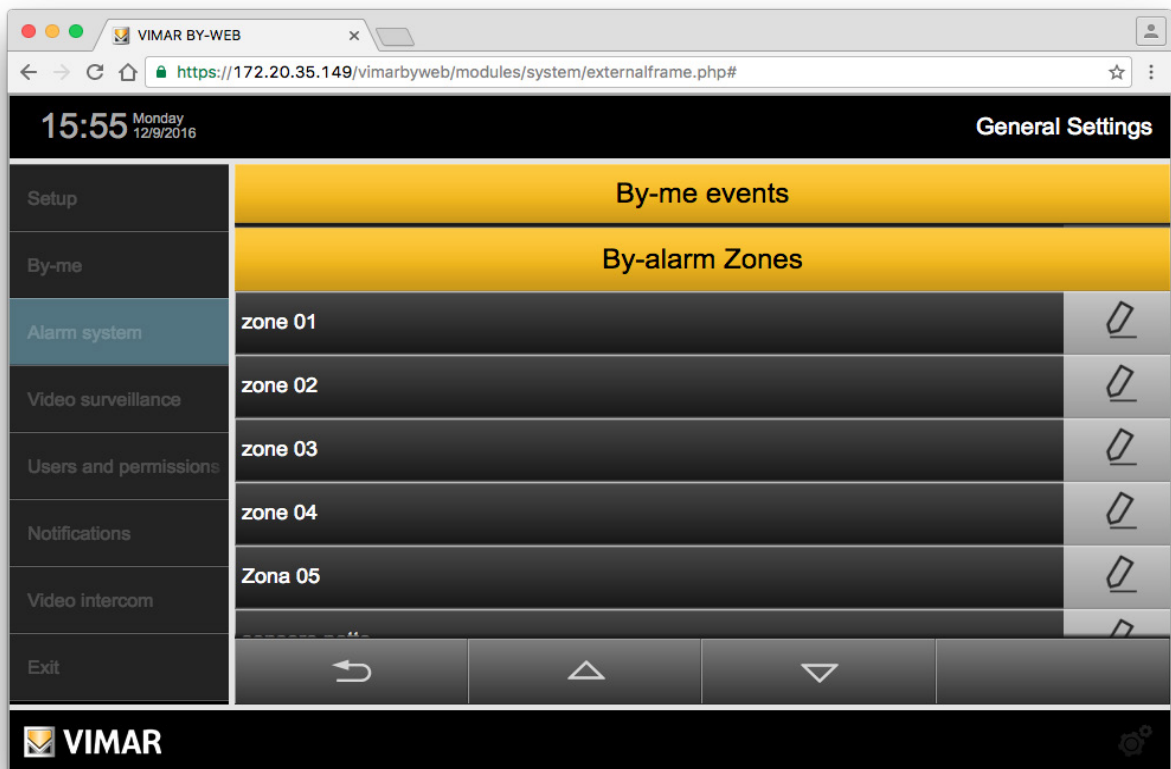 VIMAR BY-WEB
https://172.20.35.149/vimarbyweb/modules/system/externalframe.php#
15:55 Monday
12/9/2016
General Settings
Setup
By-me
Alarm system
Video surveillance
Users and permissions
Notifications
Video intercom
Exit
By-me events
By-alarm Zones
zone 01
zone 02
zone 03
zone 04
Zona 05
VIMAR